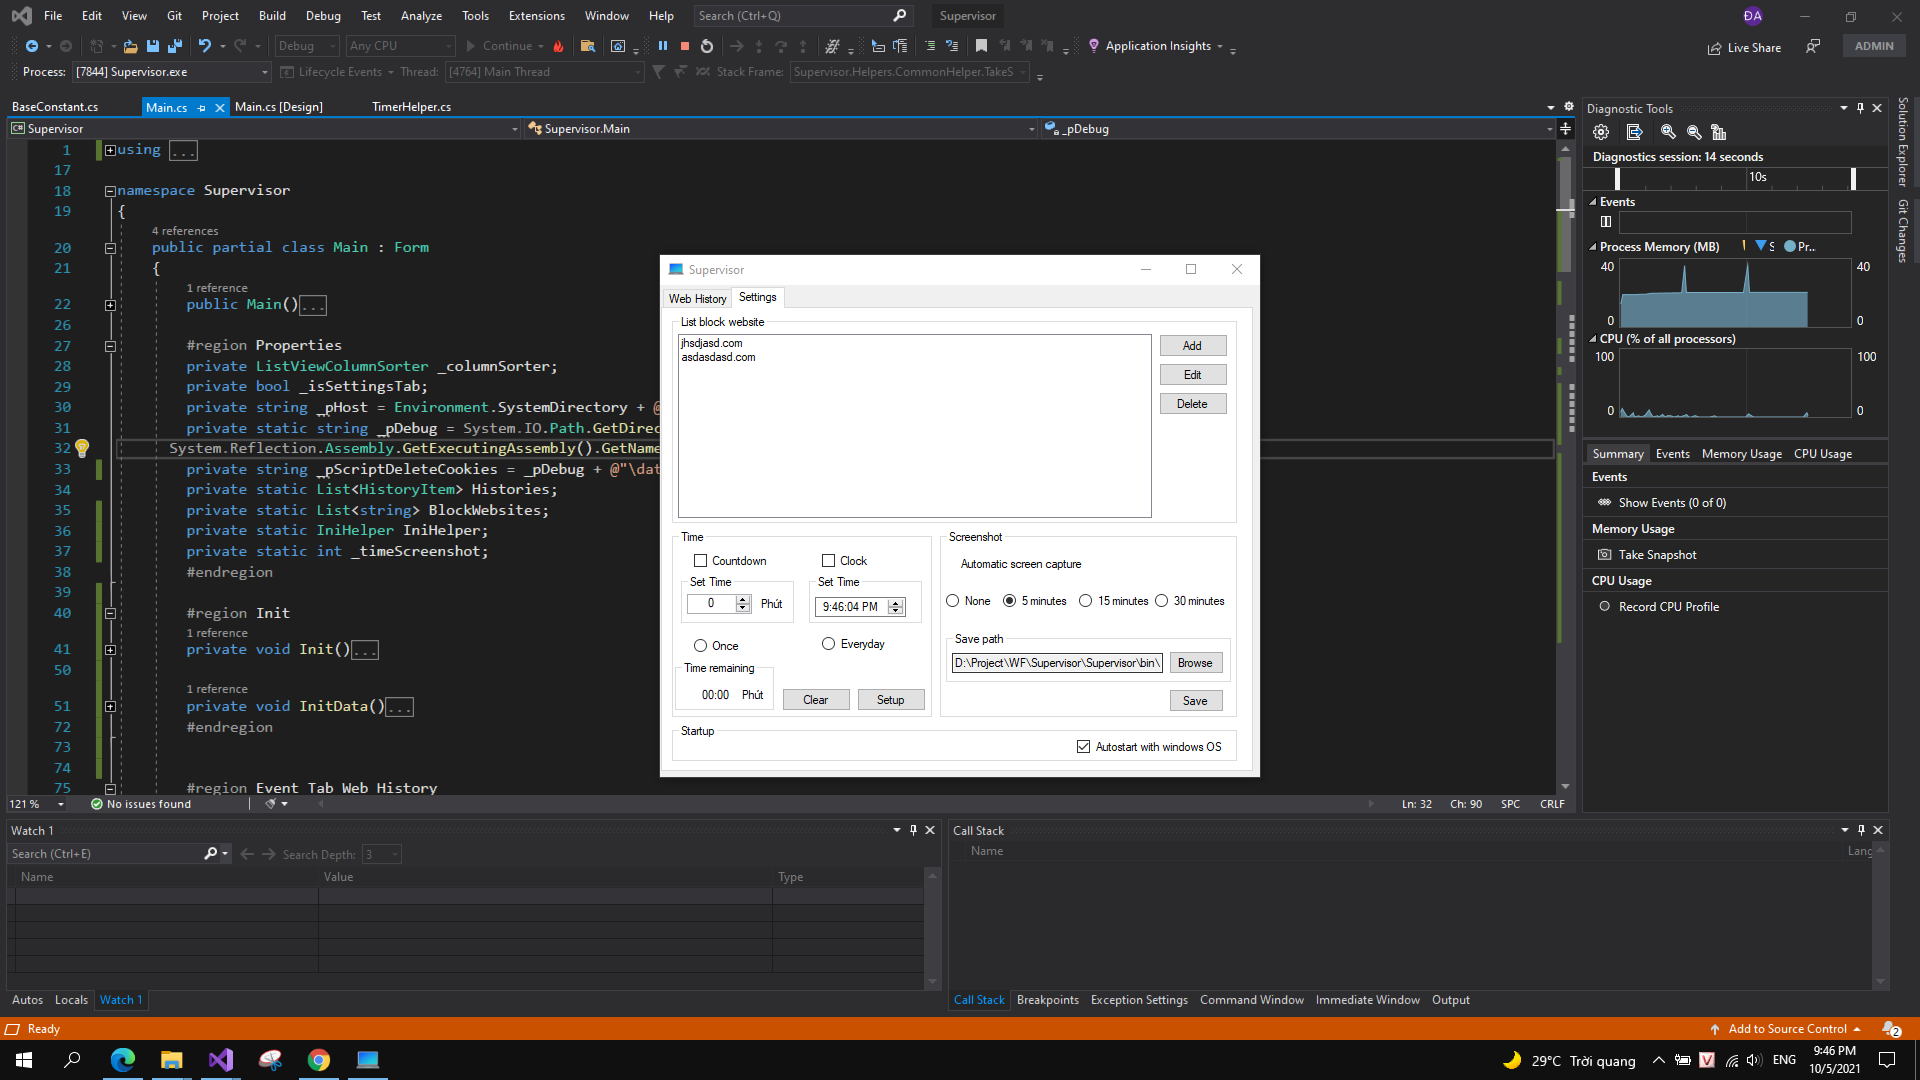 File Edit View Git Project Build Debug Test Analyze Tools Extensions Window Help Search (Ctrl+Q) Supervisor ĐA
Debug Any CPU Continue Application Insights Live Share ADMIN
Process: [7844] Supervisor.exe Lifecycle Events Thread: [4764] Main Thread Stack Frame: Supervisor.Helpers.CommonHelper.TakeS
BaseConstant.cs Main.cs Main.cs [Design] TimerHelper.cs
C# Supervisor Supervisor.Main _pDebug
1 using ...
17
18 namespace Supervisor
19 {
4 references
20 public partial class Main : Form
21 {
1 reference
22 public Main()...
26
27 #region Properties
28 private ListViewColumnSorter _columnSorter;
29 private bool _isSettingsTab;
30 private string _pHost = Environment.SystemDirectory + @
31 private static string _pDebug = System.IO.Path.GetDirec
32 System.Reflection.Assembly.GetExecutingAssembly().GetName
33 private string _pScriptDeleteCookies = _pDebug + @"\dat
34 private static List<HistoryItem> Histories;
35 private static List<string> BlockWebsites;
36 private static IniHelper IniHelper;
37 private static int _timeScreenshot;
38 #endregion
39
40 #region Init
1 reference
41 private void Init()...
50
1 reference
51 private void InitData()...
72 #endregion
73
74
75 #region Event Tab Web History
121 % No issues found Ln: 32 Ch: 90 SPC CRLF
Supervisor
Web History Settings
List block website
jhsdjasd.com
asdasdasd.com
Add
Edit
Delete
Time
Countdown Clock
Set Time Set Time
0 Phút 9:46:04 PM
Once Everyday
Time remaining
00:00 Phút Clear Setup
Screenshot
Automatic screen capture
None 5 minutes 15 minutes 30 minutes
Save path
D:\Project\WF\Supervisor\Supervisor\bin\ Browse
Save
Startup
Autostart with windows OS
Diagnostic Tools
Diagnostics session: 14 seconds
10s
Events
Process Memory (MB) S Pr...
40 40
0 0
CPU (% of all processors)
100 100
0 0
Summary Events Memory Usage CPU Usage
Events
Show Events (0 of 0)
Memory Usage
Take Snapshot
CPU Usage
Record CPU Profile
Solution Explorer
Git Changes
Watch 1
Search (Ctrl+E) Search Depth: 3
Name Value Type
Autos Locals Watch 1
Call Stack
Name Lang
Call Stack Breakpoints Exception Settings Command Window Immediate Window Output
Ready Add to Source Control 2
29°C Trời quang V ENG 9:46 PM
10/5/2021